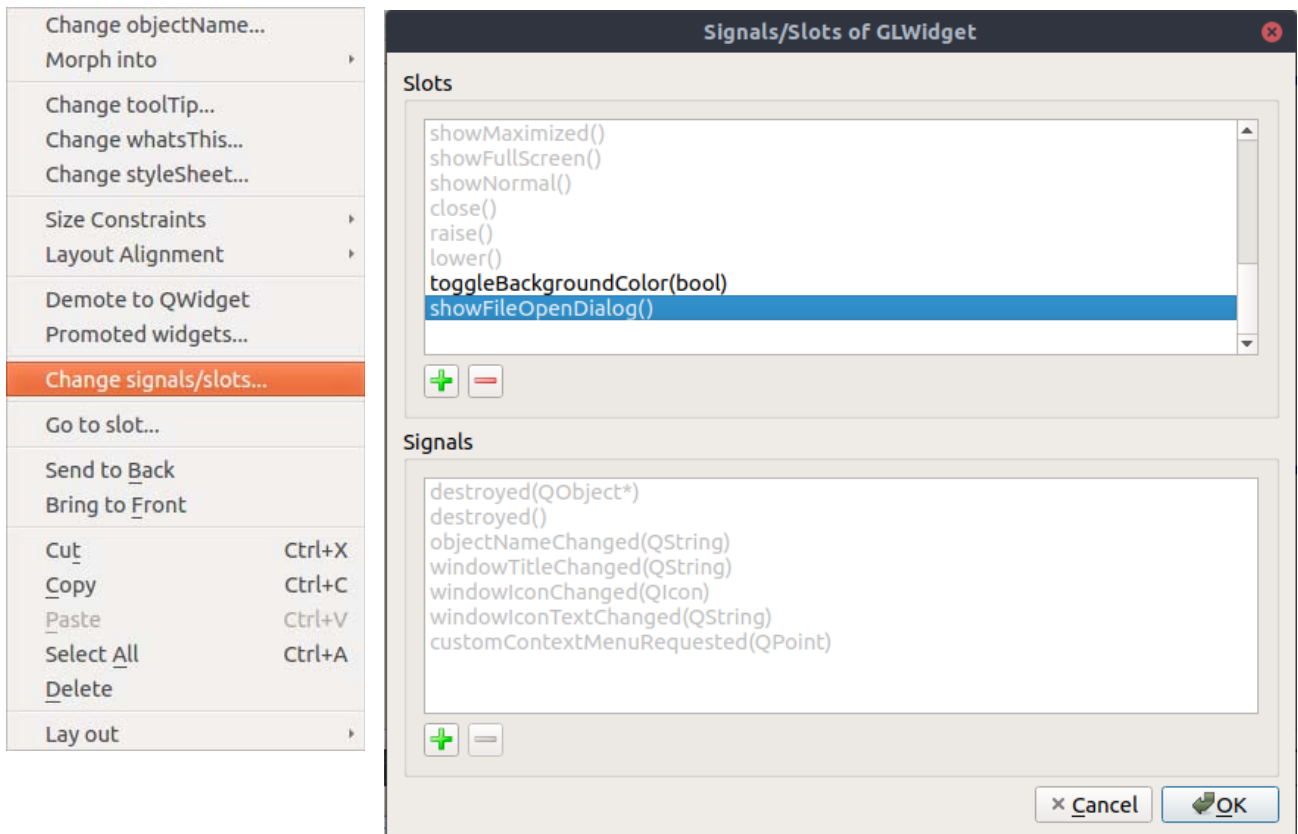 Change objectName...
Morph into
Change toolTip...
Change whatsThis...
Change styleSheet...
Size Constraints
Layout Alignment
Demote to QWidget
Promoted widgets...
Change signals/slots...
Go to slot...
Send to Back
Bring to Front
Cut Ctrl+X
Copy Ctrl+C
Paste Ctrl+V
Select All Ctrl+A
Delete
Lay out
Signals/Slots of GLWidget
Slots
showMaximized()
showFullScreen()
showNormal()
close()
raise()
lower()
toggleBackgroundColor(bool)
showFileOpenDialog()
Signals
destroyed(QObject*)
destroyed()
objectNameChanged(QString)
windowTitleChanged(QString)
windowIconChanged(QIcon)
windowIconTextChanged(QString)
customContextMenuRequested(QPoint)
Cancel OK